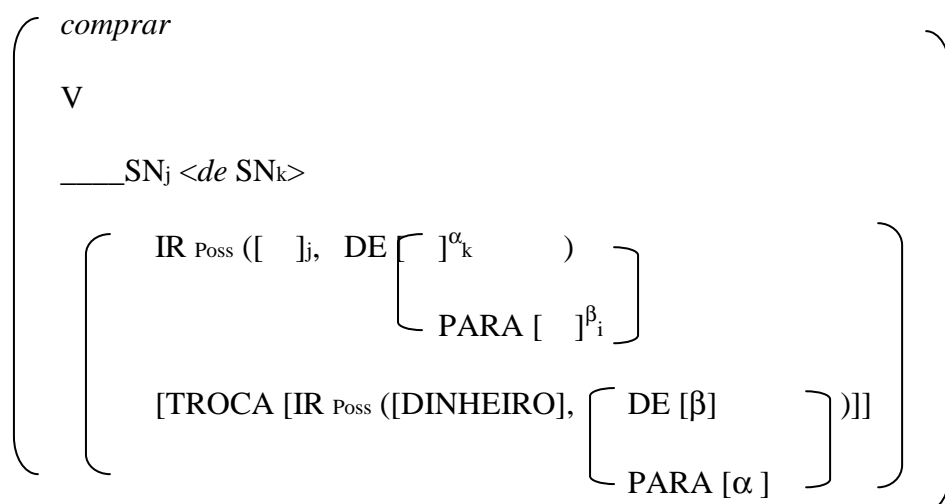 comprar
V
____SNj <de SNk>
IR Poss ([ ]j, DE [ ]αk )
PARA [ ]βi
[TROCA [IR Poss ([DINHEIRO], DE [β] )]]
PARA [α ]